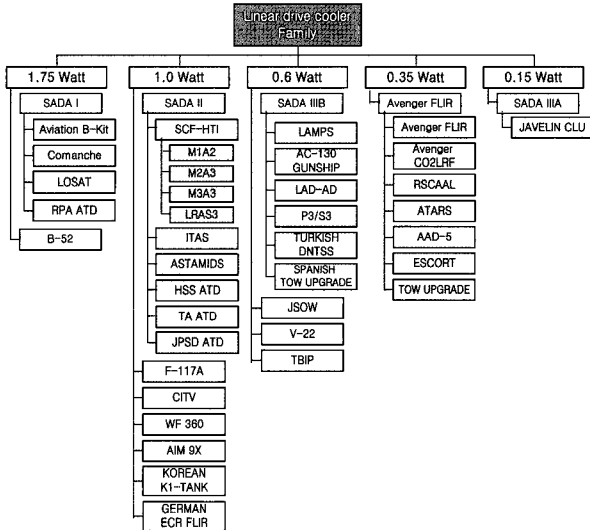 Linear drive cooler
Family
1.75 Watt
SADA I
Aviation B-Kit
Comanche
LOSAT
RPA ATD
B-52
1.0 Watt
SADA II
SCF-HTI
M1A2
M2A3
M3A3
LRAS3
ITAS
ASTAMIDS
HSS ATD
TA ATD
JPSD ATD
F-117A
CITV
WF 360
AIM 9X
KOREAN
K1-TANK
GERMAN
ECR FLIR
0.6 Watt
SADA IIIB
LAMPS
AC-130
GUNSHIP
LAD-AD
P3/S3
TURKISH
DNTSS
SPANISH
TOW UPGRADE
JSOW
V-22
TBIP
0.35 Watt
Avenger FLIR
Avenger FLIR
Avenger
CO2LRF
RSCAAL
ATARS
AAD-5
ESCORT
TOW UPGRADE
0.15 Watt
SADA IIIA
JAVELIN CLU